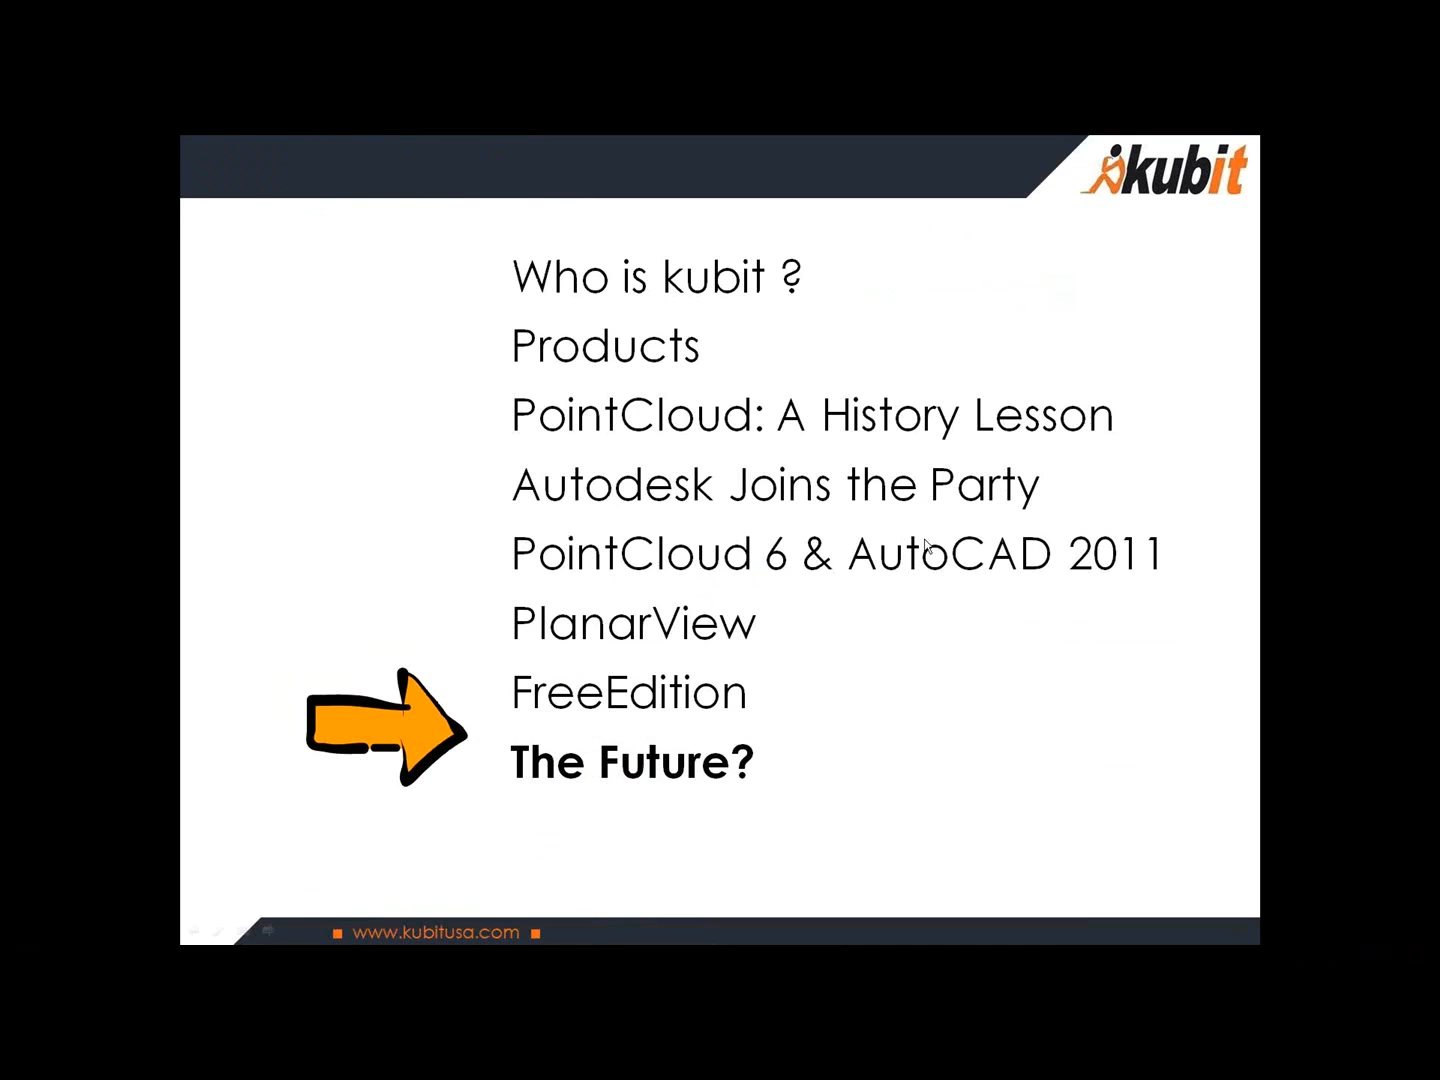 kubit
Who is kubit ?
Products
PointCloud: A History Lesson
Autodesk Joins the Party
PointCloud 6 & AutoCAD 2011
PlanarView
FreeEdition
The Future?
www.kubitusa.com